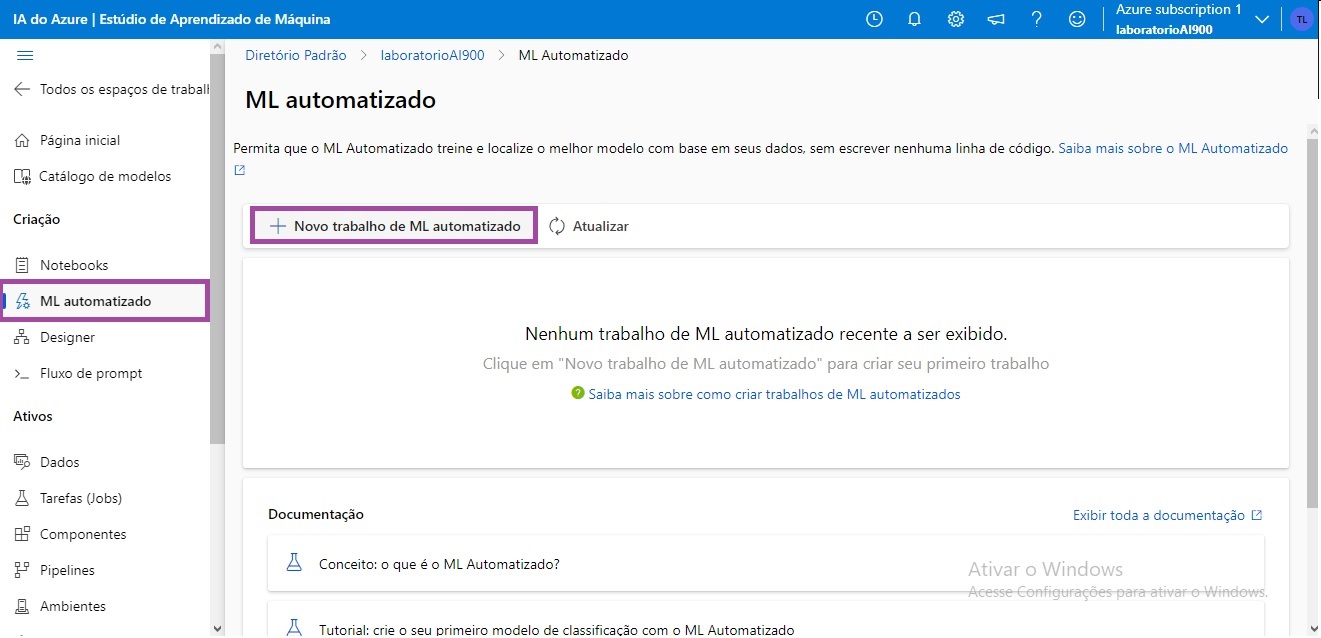 IA do Azure | Estúdio de Aprendizado de Máquina
Azure subscription 1
laboratorioAI900
TL
Todos os espaços de trabalh
Página inicial
Catálogo de modelos
Criação
Notebooks
ML automatizado
Designer
Fluxo de prompt
Ativos
Dados
Tarefas (Jobs)
Componentes
Pipelines
Ambientes
Diretório Padrão > laboratorioAI900 > ML Automatizado
ML automatizado
Permita que o ML Automatizado treine e localize o melhor modelo com base em seus dados, sem escrever nenhuma linha de código. Saiba mais sobre o ML Automatizado
Novo trabalho de ML automatizado
Atualizar
Nenhum trabalho de ML automatizado recente a ser exibido.
Clique em "Novo trabalho de ML automatizado" para criar seu primeiro trabalho
Saiba mais sobre como criar trabalhos de ML automatizados
Documentação
Exibir toda a documentação
Conceito: o que é o ML Automatizado?
Tutorial: crie o seu primeiro modelo de classificação com o ML Automatizado
Ativar o Windows
Acesse Configurações para ativar o Windows.